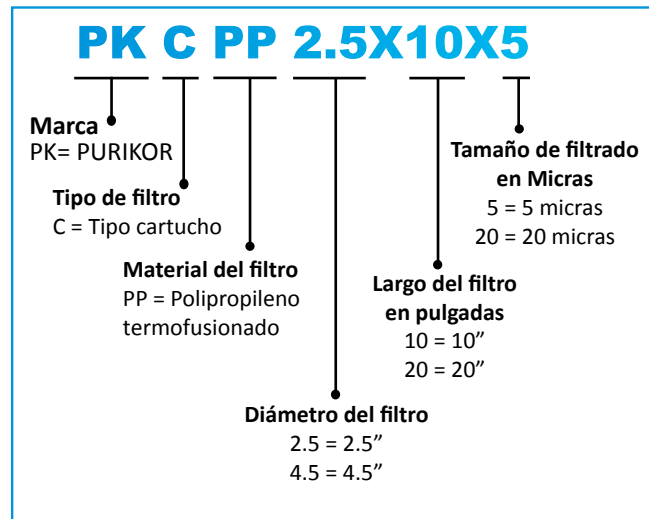 PK C PP 2.5X10X5
Marca
PK= PURIKOR
Tipo de filtro
C = Tipo cartucho
Material del filtro
PP = Polipropileno
termofusionado
Diámetro del filtro
2.5 = 2.5”
4.5 = 4.5”
Largo del filtro
en pulgadas
10 = 10”
20 = 20”
Tamaño de filtrado
en Micras
5 = 5 micras
20 = 20 micras